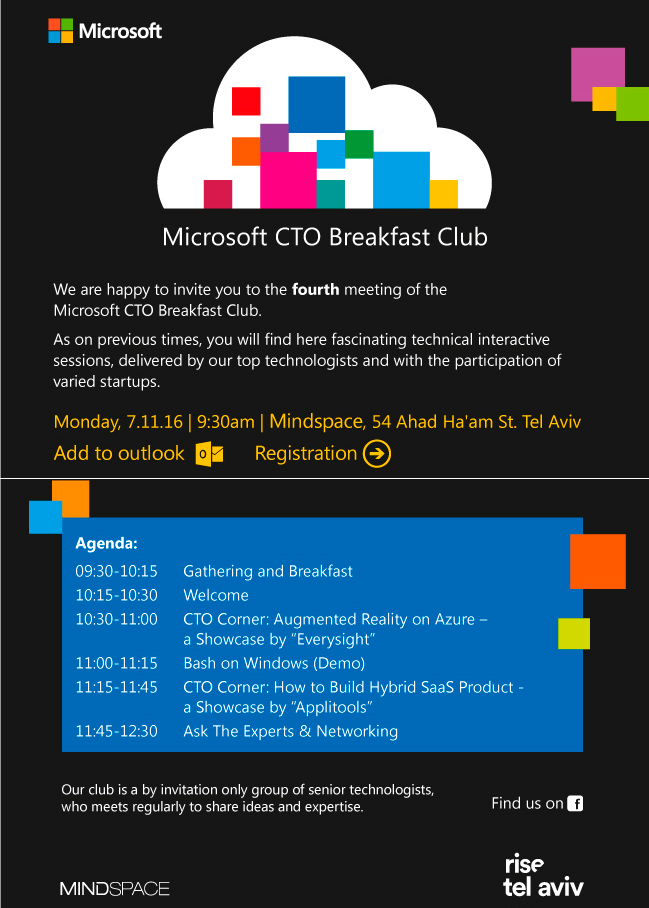 Microsoft
Microsoft CTO Breakfast Club
We are happy to invite you to the fourth meeting of the
Microsoft CTO Breakfast Club.
As on previous times, you will find here fascinating technical interactive
sessions, delivered by our top technologists and with the participation of
varied startups.
Monday, 7.11.16 | 9:30am | Mindspace, 54 Ahad Ha'am St. Tel Aviv
Add to outlook Registration
Agenda:
09:30-10:15 Gathering and Breakfast
10:15-10:30 Welcome
10:30-11:00 CTO Corner: Augmented Reality on Azure –
a Showcase by "Everysight"
11:00-11:15 Bash on Windows (Demo)
11:15-11:45 CTO Corner: How to Build Hybrid SaaS Product -
a Showcase by "Applitools"
11:45-12:30 Ask The Experts & Networking
Our club is a by invitation only group of senior technologists,
who meets regularly to share ideas and expertise.
Find us on f
MINDSPACE
rise
tel aviv